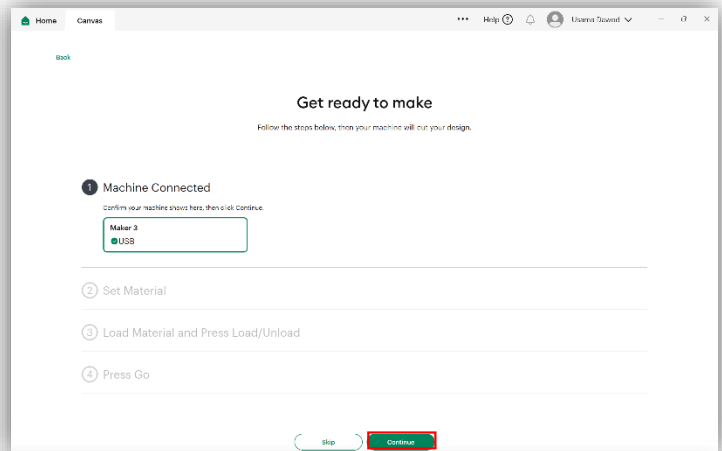 Home Canvas ••• Help ? Usama Dawod
Back
Get ready to make
Follow the steps below, then your machine will cut your design.
1 Machine Connected
Confirm your machine shows here, then click Continue.
Maker 3
USB
2 Set Material
3 Load Material and Press Load/Unload
4 Press Go
Skip Continue